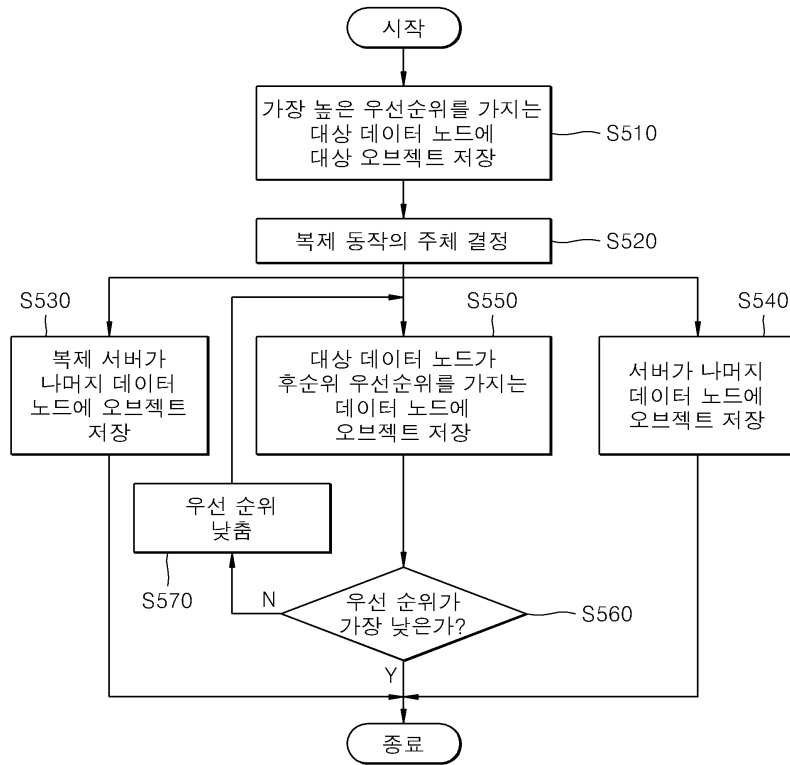 시작
가장 높은 우선순위를 가지는
대상 데이터 노드에
대상 오브젝트 저장
S510
복제 동작의 주체 결정
S520
S530
복제 서버가
나머지 데이터
노드에 오브젝트
저장
S550
대상 데이터 노드가
후순위 우선순위를 가지는
데이터 노드에
오브젝트 저장
S540
서버가 나머지
데이터 노드에
오브젝트 저장
우선 순위
낮춤
S570
N
우선 순위가
가장 낮은가?
S560
Y
종료